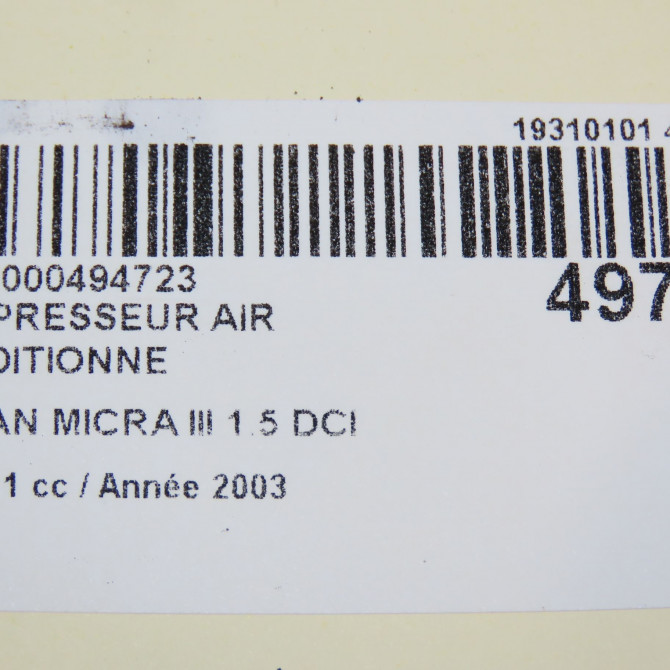 19310101 4
000494723
497
PRESSEUR AIR
DITIONNE
AN MICRA III 1.5 DCI
1 cc / Année 2003